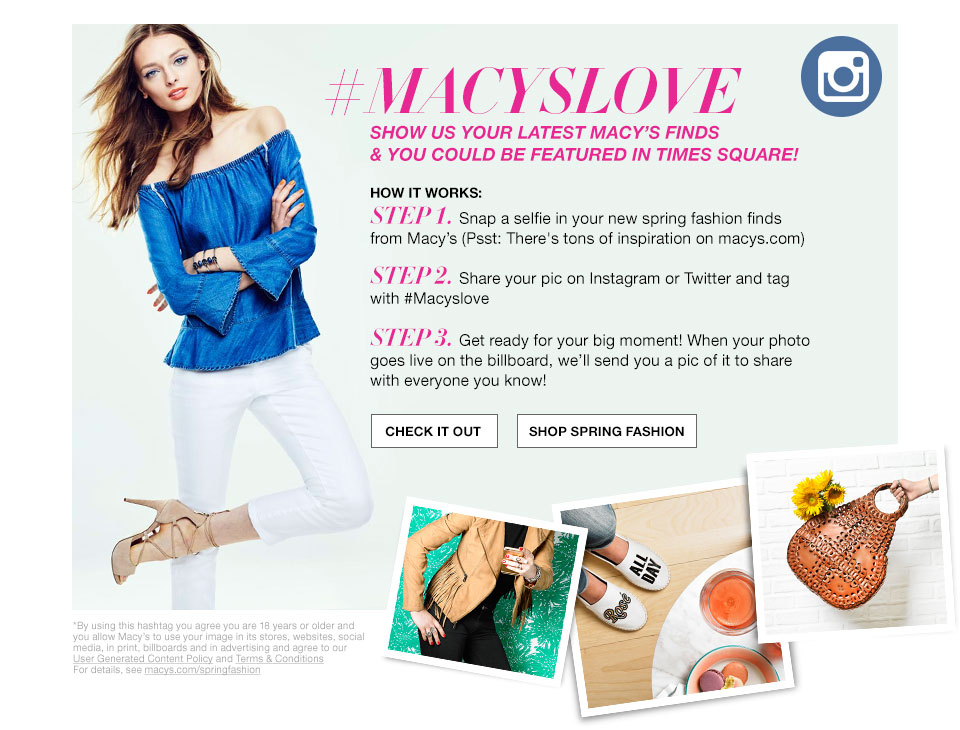 #MACYSLOVE
SHOW US YOUR LATEST MACY'S FINDS
& YOU COULD BE FEATURED IN TIMES SQUARE!
HOW IT WORKS:
STEP 1. Snap a selfie in your new spring fashion finds
from Macy's (Psst: There's tons of inspiration on macys.com)
STEP 2. Share your pic on Instagram or Twitter and tag
with #Macyslove
STEP 3. Get ready for your big moment! When your photo
goes live on the billboard, we'll send you a pic of it to share
with everyone you know!
CHECK IT OUT
SHOP SPRING FASHION
ALL
DAY
Rosé
*By using this hashtag you agree you are 18 years or older and
you allow Macy's to use your image in its stores, websites, social
media, in print, billboards and in advertising and agree to our
User Generated Content Policy and Terms & Conditions
For details, see macys.com/springfashion